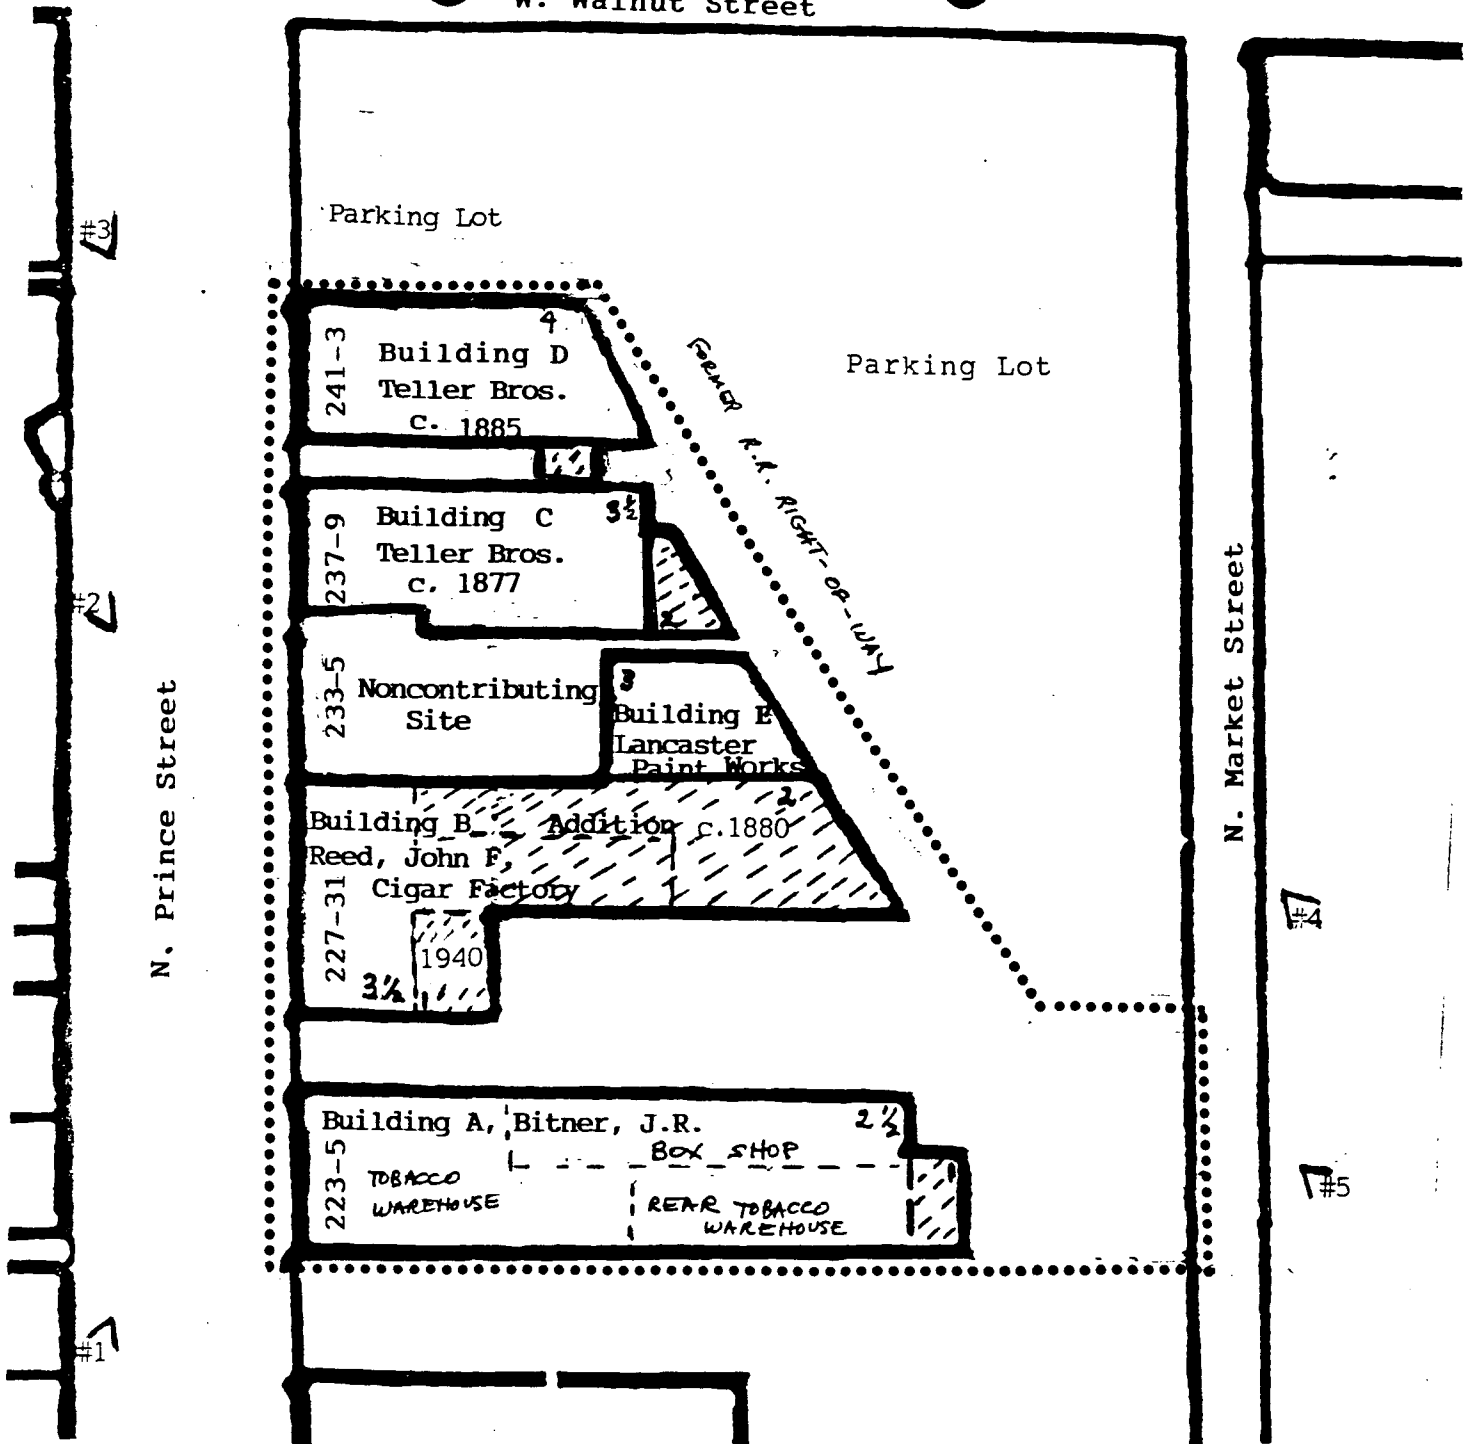 W. Walnut Street
#3
Parking Lot
4
241-3
Building D
Teller Bros.
c. 1885
Parking Lot
FORMER R.R. RIGHT-OF-WAY
3½
237-9
Building C
Teller Bros.
c. 1877
2
#2
N. Prince Street
N. Market Street
233-5
Noncontributing
Site
3
Building E
Lancaster
Paint Works
2
Building B Addition c.1880
Reed, John F,
Cigar Factory
227-31
1940
3½
#4
Building A, Bitner, J.R.
2½
BOX SHOP
223-5
TOBACCO
WAREHOUSE
REAR TOBACCO
WAREHOUSE
#5
#1